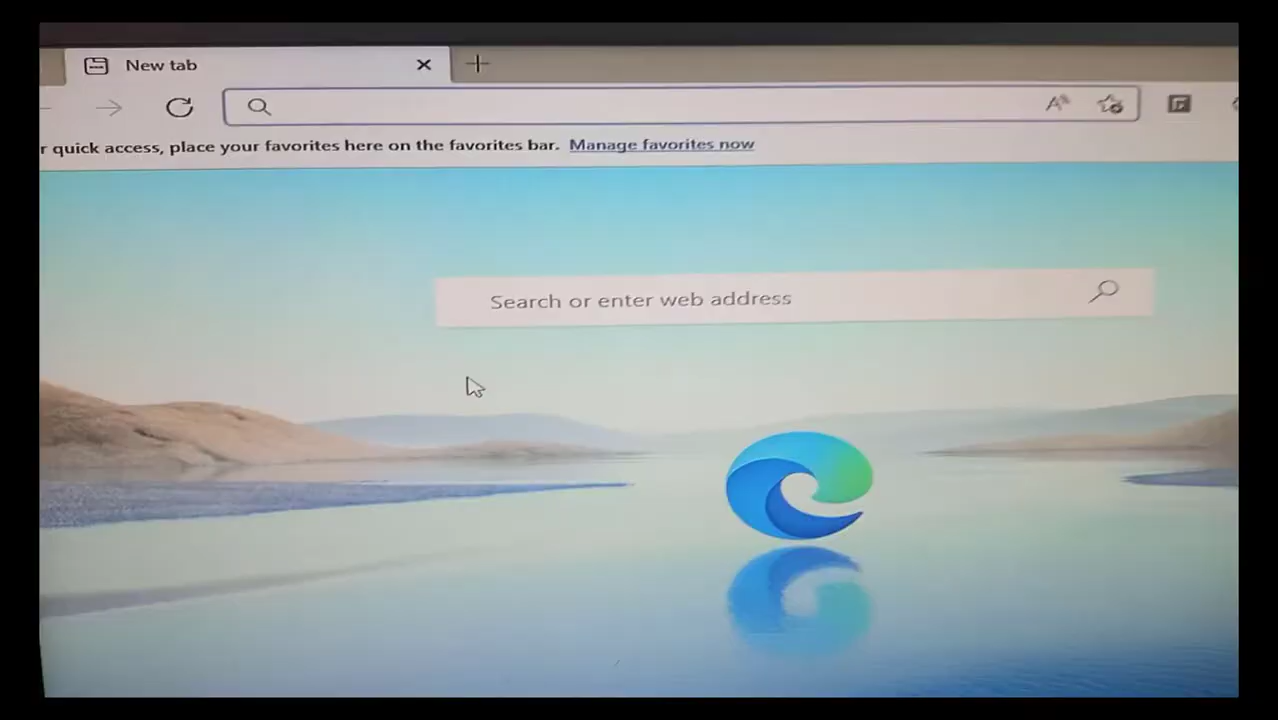 New tab
r quick access, place your favorites here on the favorites bar. Manage favorites now
Search or enter web address